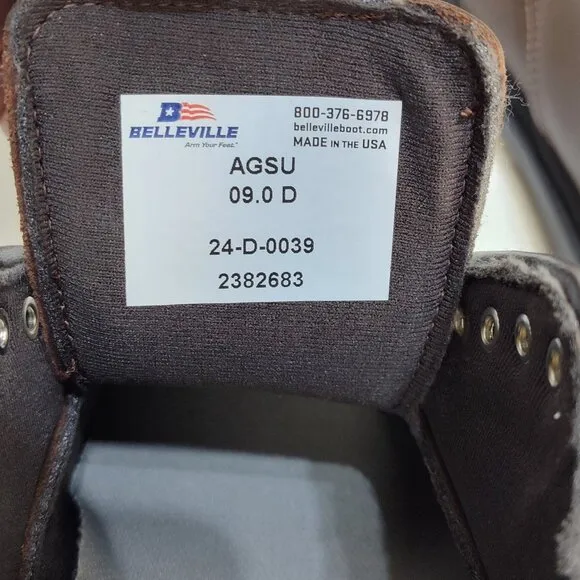 BELLEVILLE
Arm Your Feet.™
800-376-6978
bellevilleboot.com
MADE IN THE USA
AGSU
09.0 D
24-D-0039
2382683